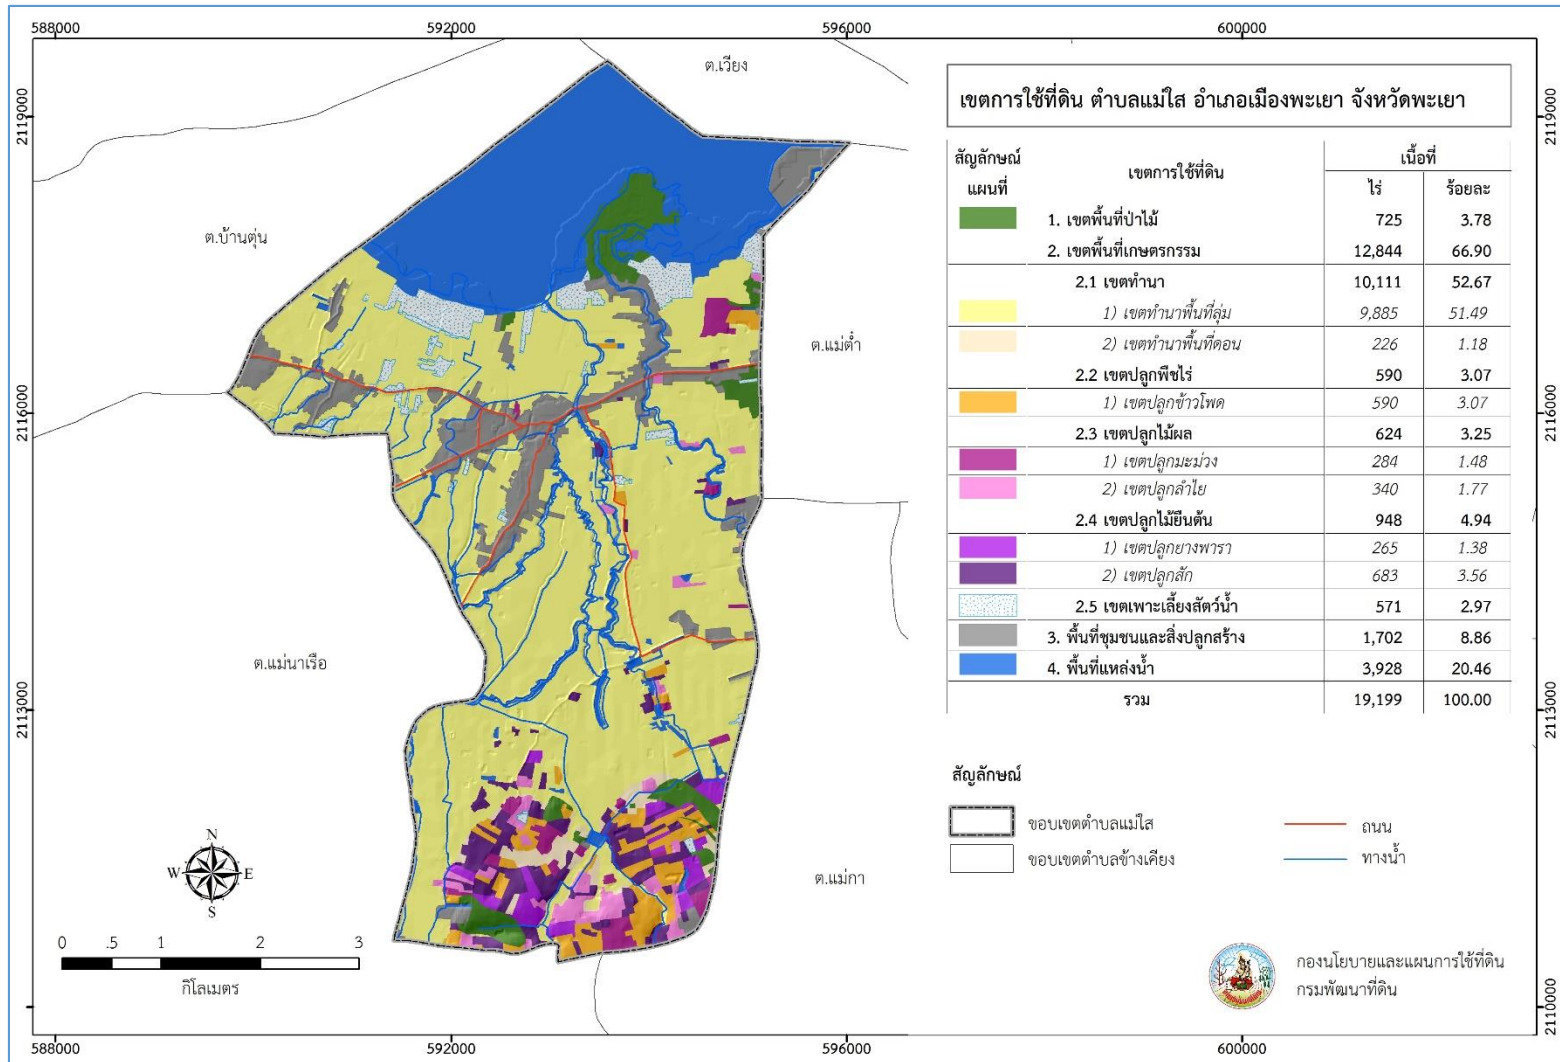 588000 592000 596000 600000
2119000
2116000
2113000
2119000
2116000
2113000
2110000
ต.เวียง
ต.บ้านตุ่น
ต.แม่ต๋ำ
ต.แม่นาเรือ
ต.แม่กา
N
W E
S
0 .5 1 2 3
กิโลเมตร
588000 592000 596000 600000
เขตการใช้ที่ดิน ตำบลแม่ใส อำเภอเมืองพะเยา จังหวัดพะเยา
สัญลักษณ์ เขตการใช้ที่ดิน เนื้อที่
แผนที่ ไร่ ร้อยละ
1. เขตพื้นที่ป่าไม้ 725 3.78
2. เขตพื้นที่เกษตรกรรม 12,844 66.90
2.1 เขตทำนา 10,111 52.67
1) เขตทำนาพื้นที่ลุ่ม 9,885 51.49
2) เขตทำนาพื้นที่ดอน 226 1.18
2.2 เขตปลูกพืชไร่ 590 3.07
1) เขตปลูกข้าวโพด 590 3.07
2.3 เขตปลูกไม้ผล 624 3.25
1) เขตปลูกมะม่วง 284 1.48
2) เขตปลูกลำไย 340 1.77
2.4 เขตปลูกไม้ยืนต้น 948 4.94
1) เขตปลูกยางพารา 265 1.38
2) เขตปลูกสัก 683 3.56
2.5 เขตเพาะเลี้ยงสัตว์น้ำ 571 2.97
3. พื้นที่ชุมชนและสิ่งปลูกสร้าง 1,702 8.86
4. พื้นที่แหล่งน้ำ 3,928 20.46
รวม 19,199 100.00
สัญลักษณ์
ขอบเขตตำบลแม่ใส ถนน
ขอบเขตตำบลข้างเคียง ทางน้ำ
กองนโยบายและแผนการใช้ที่ดิน
กรมพัฒนาที่ดิน